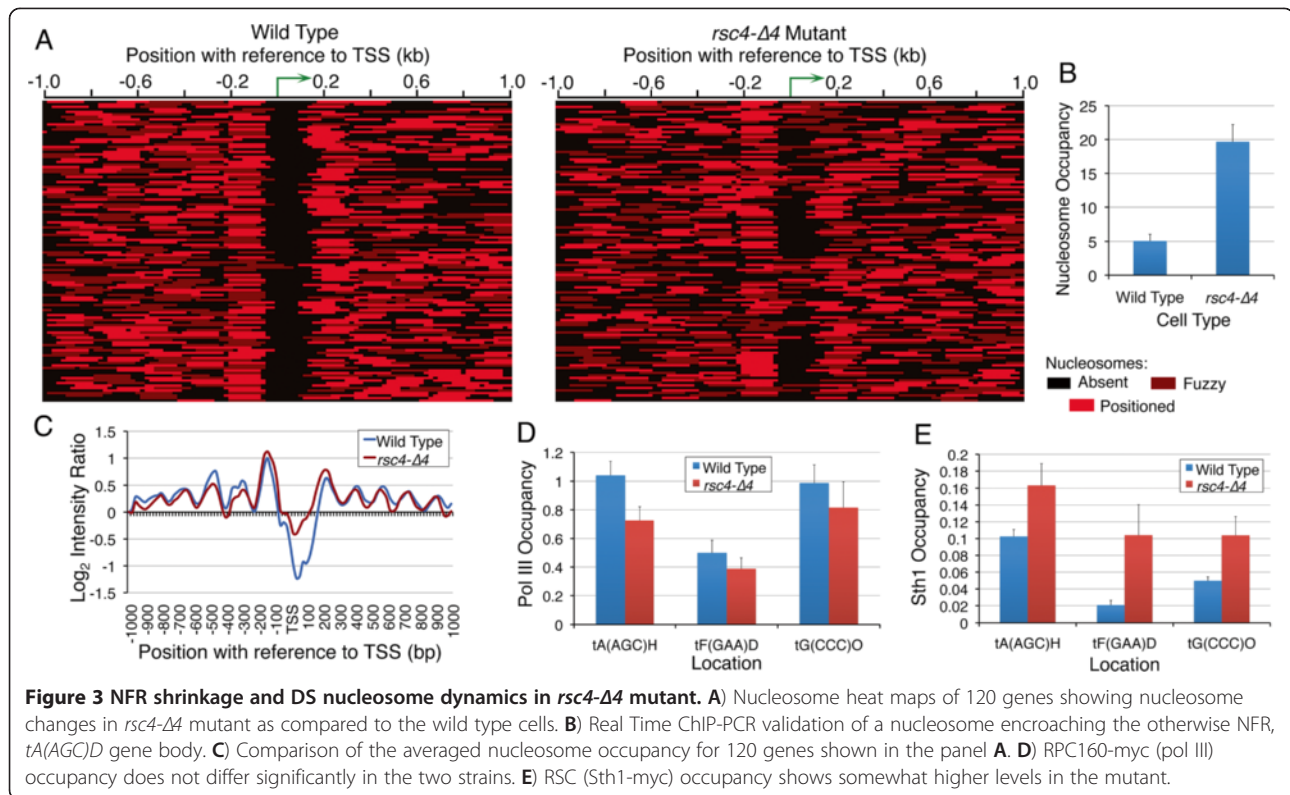 A
Wild Type
Position with reference to TSS (kb)
-1.0 -0.6 -0.2 0.2 0.6 1.0
rsc4-Δ4 Mutant
Position with reference to TSS (kb)
-1.0 -0.6 -0.2 0.2 0.6 1.0
B
Nucleosome Occupancy
25
20
15
10
5
0
Wild Type rsc4-Δ4
Cell Type
Nucleosomes:
Absent Fuzzy
Positioned
C
Log2 Intensity Ratio
1.5
1
0.5
0
-0.5
-1
-1.5
Wild Type
rsc4-Δ4
-1000 -900 -800 -700 -600 -500 -400 -300 -200 -100 TSS 100 200 300 400 500 600 700 800 900 1000
Position with reference to TSS (bp)
D
Pol III Occupancy
1.2
1
0.8
0.6
0.4
0.2
0
Wild Type
rsc4-Δ4
tA(AGC)H tF(GAA)D tG(CCC)O
Location
E
Sth1 Occupancy
0.2
0.18
0.16
0.14
0.12
0.10
0.08
0.06
0.04
0.02
0
Wild Type
rsc4-Δ4
tA(AGC)H tF(GAA)D tG(CCC)O
Location
Figure 3 NFR shrinkage and DS nucleosome dynamics in rsc4-Δ4 mutant. A) Nucleosome heat maps of 120 genes showing nucleosome
changes in rsc4-Δ4 mutant as compared to the wild type cells. B) Real Time ChIP-PCR validation of a nucleosome encroaching the otherwise NFR,
tA(AGC)D gene body. C) Comparison of the averaged nucleosome occupancy for 120 genes shown in the panel A. D) RPC160-myc (pol III)
occupancy does not differ significantly in the two strains. E) RSC (Sth1-myc) occupancy shows somewhat higher levels in the mutant.